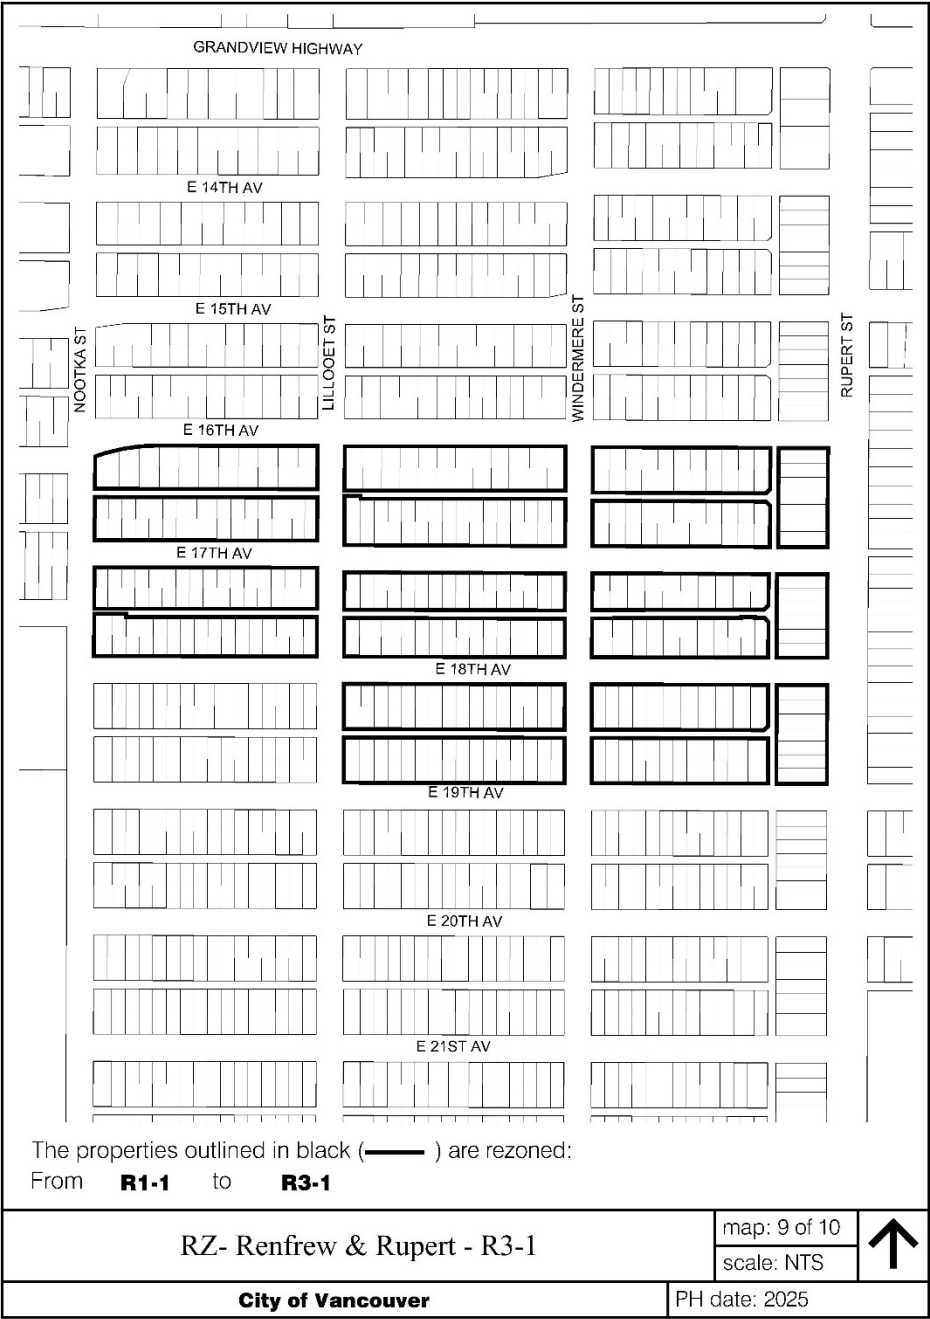 GRANDVIEW HIGHWAY
E 14TH AV
E 15TH AV
NOOTKA ST
LILLOOET ST
WINDERMERE ST
RUPERT ST
E 16TH AV
E 17TH AV
E 18TH AV
E 19TH AV
E 20TH AV
E 21ST AV
The properties outlined in black ( ) are rezoned:
From R1-1 to R3-1
RZ- Renfrew & Rupert - R3-1
map: 9 of 10
scale: NTS
City of Vancouver
PH date: 2025